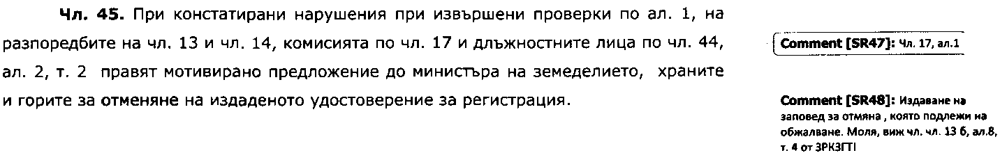 Чл. 45. При констатирани нарушения при извършени проверки по ал. 1, на
разпоредбите на чл. 13 и чл. 14, комисията по чл. 17 и длъжностните лица по чл. 44,
ал. 2, т. 2 правят мотивирано предложение до министъра на земеделието, храните
и горите за отменяне на издаденото удостоверение за регистрация.
Comment [SR47]: Чл. 17, ал.1
Comment [SR48]: Издаване на
заповед за отмяна , която подлежи на
обжалване. Моля, виж чл. чл. 13 б, ал.8,
т. 4 от ЗРКЗГТ!